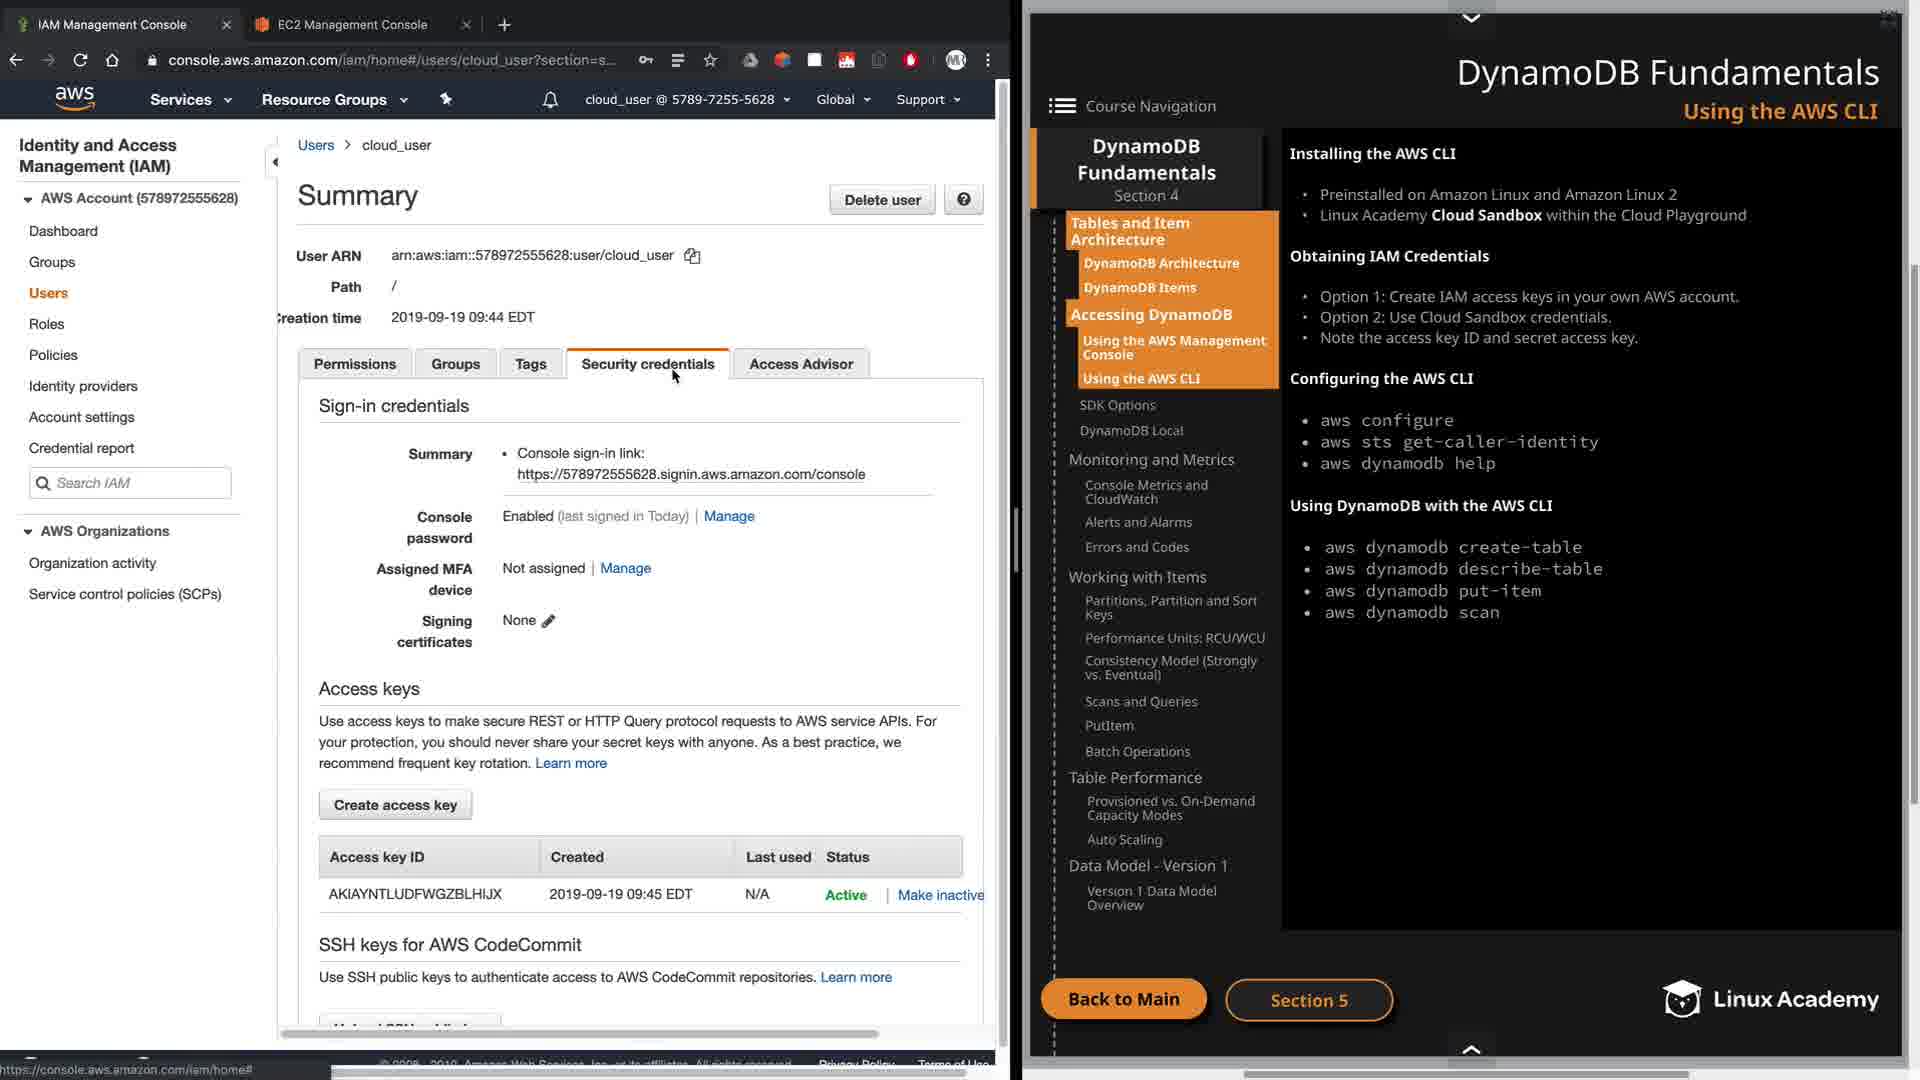 IAM Management Console
EC2 Management Console
console.aws.amazon.com/iam/home#/users/cloud_user?section=s...
aws
Services
Resource Groups
cloud_user @ 5789-7255-5628
Global
Support
Identity and Access
Management (IAM)
AWS Account (578972555628)
Dashboard
Groups
Users
Roles
Policies
Identity providers
Account settings
Credential report
Search IAM
AWS Organizations
Organization activity
Service control policies (SCPs)
Users > cloud_user
Summary
Delete user
User ARN arn:aws:iam::578972555628:user/cloud_user
Path /
Creation time 2019-09-19 09:44 EDT
Permissions
Groups
Tags
Security credentials
Access Advisor
Sign-in credentials
Summary
• Console sign-in link:
https://578972555628.signin.aws.amazon.com/console
Console
password
Enabled (last signed in Today) | Manage
Assigned MFA
device
Not assigned | Manage
Signing
certificates
None
Access keys
Use access keys to make secure REST or HTTP Query protocol requests to AWS service APIs. For
your protection, you should never share your secret keys with anyone. As a best practice, we
recommend frequent key rotation. Learn more
Create access key
Access key ID Created Last used Status
AKIAYNTLUDFWGZBLHIJX 2019-09-19 09:45 EDT N/A Active | Make inactive
SSH keys for AWS CodeCommit
Use SSH public keys to authenticate access to AWS CodeCommit repositories. Learn more
https://console.aws.amazon.com/iam/home#
DynamoDB Fundamentals
Using the AWS CLI
Course Navigation
DynamoDB
Fundamentals
Section 4
Tables and Item
Architecture
DynamoDB Architecture
DynamoDB Items
Accessing DynamoDB
Using the AWS Management
Console
Using the AWS CLI
SDK Options
DynamoDB Local
Monitoring and Metrics
Console Metrics and
CloudWatch
Alerts and Alarms
Errors and Codes
Working with Items
Partitions, Partition and Sort
Keys
Performance Units: RCU/WCU
Consistency Model (Strongly
vs. Eventual)
Scans and Queries
PutItem
Batch Operations
Table Performance
Provisioned vs. On-Demand
Capacity Modes
Auto Scaling
Data Model - Version 1
Version 1 Data Model
Overview
Installing the AWS CLI
• Preinstalled on Amazon Linux and Amazon Linux 2
• Linux Academy Cloud Sandbox within the Cloud Playground
Obtaining IAM Credentials
• Option 1: Create IAM access keys in your own AWS account.
• Option 2: Use Cloud Sandbox credentials.
• Note the access key ID and secret access key.
Configuring the AWS CLI
• aws configure
• aws sts get-caller-identity
• aws dynamodb help
Using DynamoDB with the AWS CLI
• aws dynamodb create-table
• aws dynamodb describe-table
• aws dynamodb put-item
• aws dynamodb scan
Back to Main
Section 5
Linux Academy